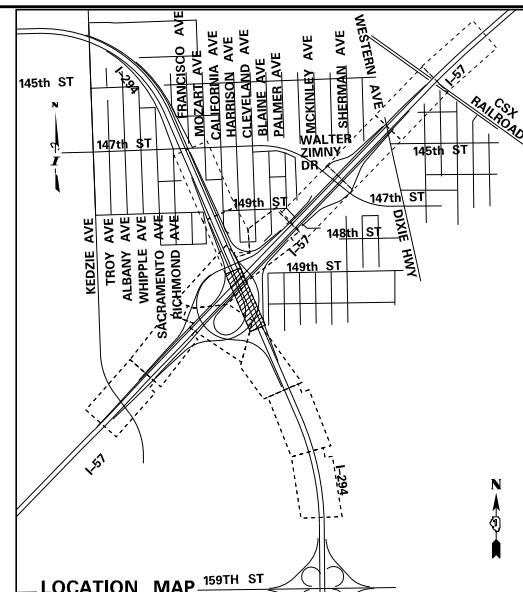 145th ST
I-294
FRANCISCO AVE
MOZART AVE
CALIFORNIA AVE
HARRISON AVE
CLEVELAND AVE
BLAINE AVE
PALMER AVE
MCKINLEY AVE
SHERMAN AVE
WESTERN AVE
I-57
CSX
RAILROAD
N
147th ST
WALTER
ZIMNY
DR
145th ST
149th ST
147th ST
148th ST
DIXIE HWY
I-57
149th ST
KEDZIE AVE
TROY AVE
ALBANY AVE
WHIPPLE AVE
SACRAMENTO AVE
RICHMOND AVE
I-57
I-294
N
LOCATION MAP
159TH ST